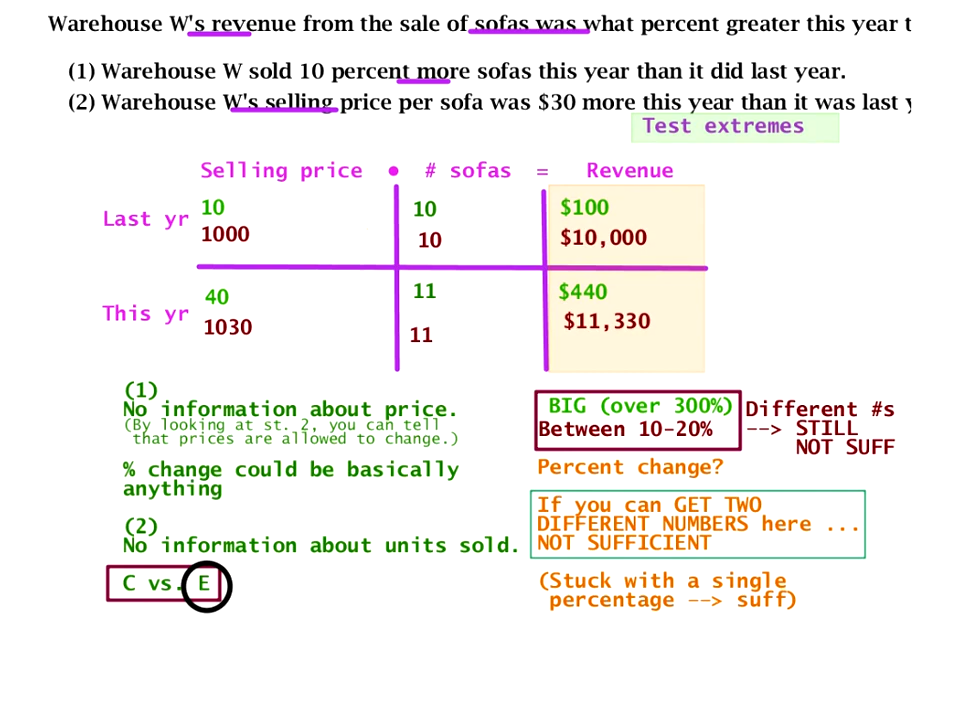 Warehouse W's revenue from the sale of sofas was what percent greater this year t
(1) Warehouse W sold 10 percent more sofas this year than it did last year.
(2) Warehouse W's selling price per sofa was $30 more this year than it was last y
Test extremes
Selling price • # sofas = Revenue
Last yr
10 10 $100
1000 10 $10,000
This yr
40 11 $440
1030 11 $11,330
(1)
No information about price.
(By looking at st. 2, you can tell
that prices are allowed to change.)
% change could be basically
anything
(2)
No information about units sold.
C vs. E
BIG (over 300%)
Between 10-20%
Different #s
--> STILL
NOT SUFF
Percent change?
If you can GET TWO
DIFFERENT NUMBERS here ...
NOT SUFFICIENT
(Stuck with a single
percentage --> suff)